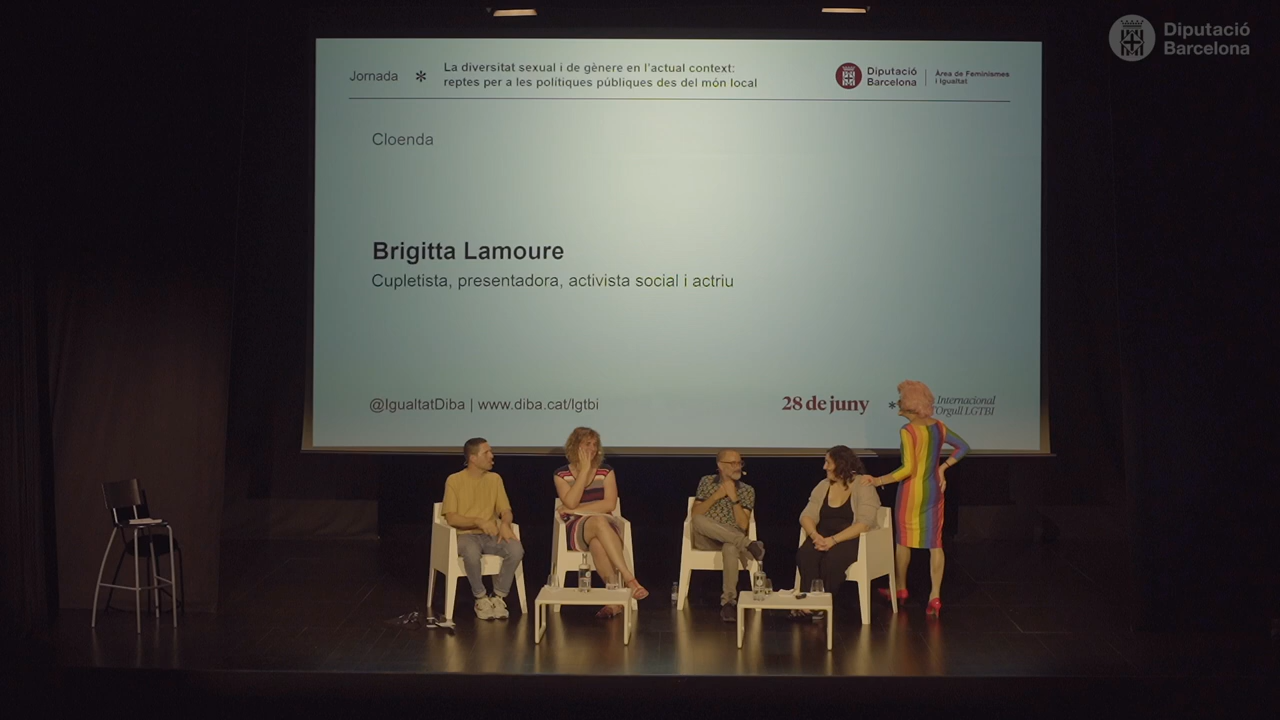 Diputació
Barcelona
Jornada * La diversitat sexual i de gènere en l'actual context:
reptes per a les polítiques públiques des del món local
Diputació
Barcelona
Àrea de Feminismes
i Igualtat
Cloenda
Brigitta Lamoure
Cupletista, presentadora, activista social i actriu
@IgualtatDiba | www.diba.cat/lgtbi
28 de juny
Internacional
l'Orgull LGTBI